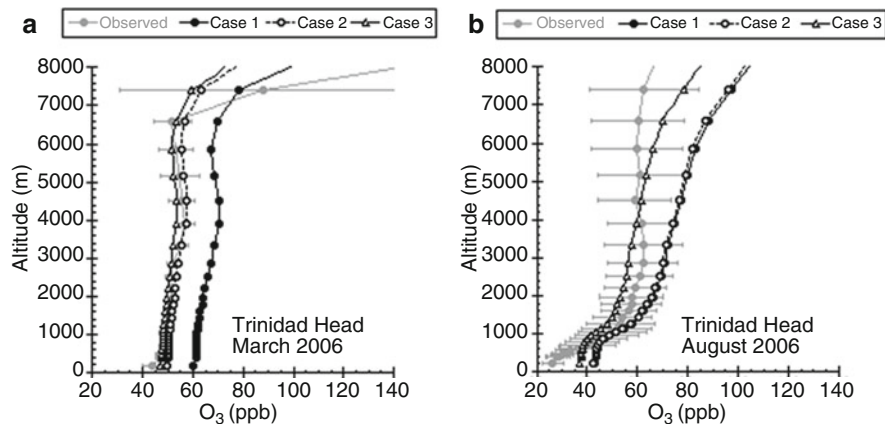 a
Observed Case 1 Case 2 Case 3
8000
7000
6000
5000
4000
3000
2000
1000
0
Altitude (m)
Trinidad Head
March 2006
20 40 60 80 100 120 140
O3 (ppb)
b
Observed Case 1 Case 2 Case 3
8000
7000
6000
5000
4000
3000
2000
1000
0
Altitude (m)
Trinidad Head
August 2006
20 40 60 80 100 120 140
O3 (ppb)